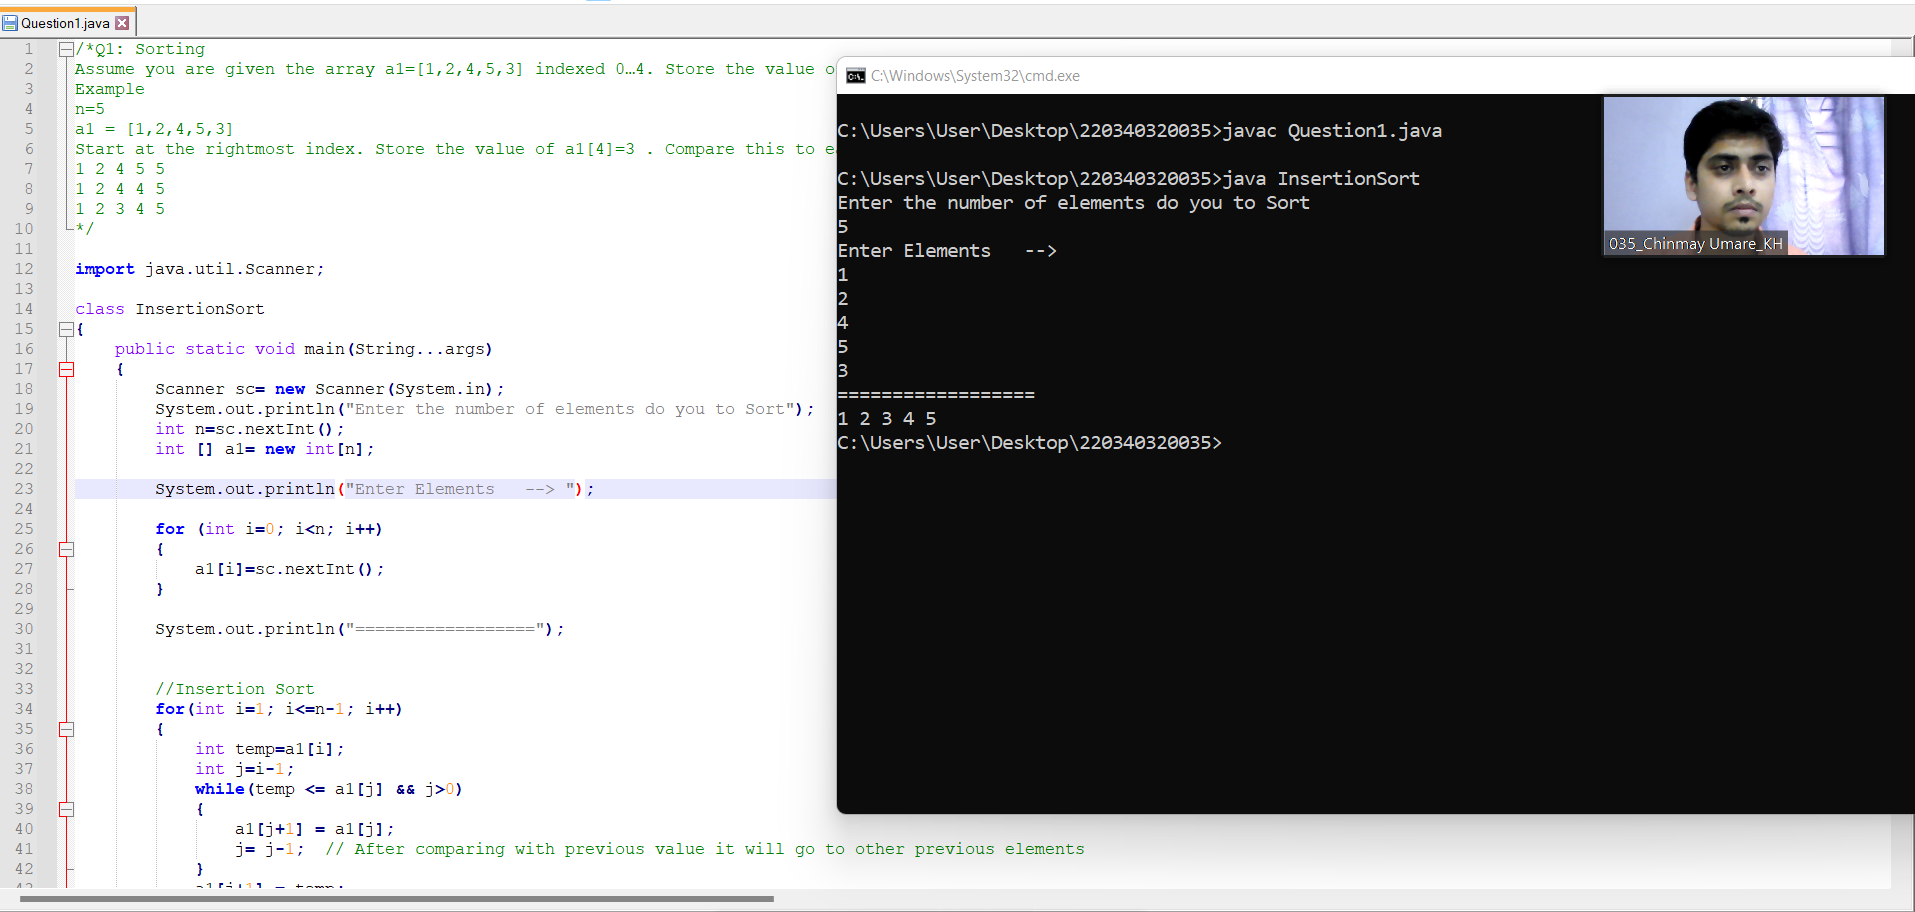 Question1.java
1 /*Q1: Sorting
2 Assume you are given the array a1=[1,2,4,5,3] indexed 0…4. Store the value o
3 Example
4 n=5
5 a1 = [1,2,4,5,3]
6 Start at the rightmost index. Store the value of a1[4]=3 . Compare this to e
7 1 2 4 5 5
8 1 2 4 4 5
9 1 2 3 4 5
10 */
11
12 import java.util.Scanner;
13
14 class InsertionSort
15 {
16 public static void main(String...args)
17 {
18 Scanner sc= new Scanner(System.in);
19 System.out.println("Enter the number of elements do you to Sort");
20 int n=sc.nextInt();
21 int [] a1= new int[n];
22
23 System.out.println("Enter Elements   --> ");
24
25 for (int i=0; i<n; i++)
26 {
27 a1[i]=sc.nextInt();
28 }
29
30 System.out.println("==================");
31
32
33 //Insertion Sort
34 for(int i=1; i<=n-1; i++)
35 {
36 int temp=a1[i];
37 int j=i-1;
38 while(temp <= a1[j] && j>0)
39 {
40 a1[j+1] = a1[j];
41 j= j-1;  // After comparing with previous value it will go to other previous elements
42 }
C:\Windows\System32\cmd.exe
C:\Users\User\Desktop\220340320035>javac Question1.java
C:\Users\User\Desktop\220340320035>java InsertionSort
Enter the number of elements do you to Sort
5
Enter Elements   -->
1
2
4
5
3
==================
1 2 3 4 5
C:\Users\User\Desktop\220340320035>
035_Chinmay Umare_KH